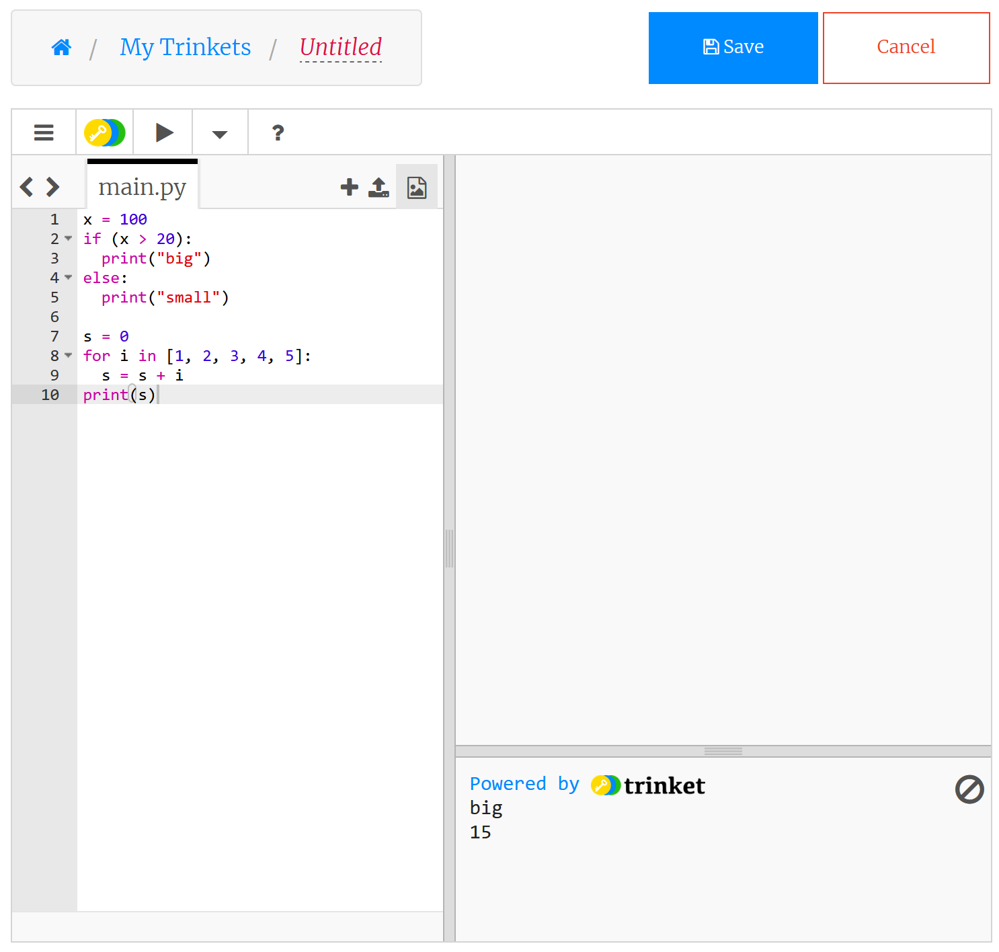 / My Trinkets / Untitled
Save
Cancel
?
main.py
1 x = 100
2 if (x > 20):
3   print("big")
4 else:
5   print("small")
6
7 s = 0
8 for i in [1, 2, 3, 4, 5]:
9   s = s + i
10 print(s)
Powered by trinket
big
15